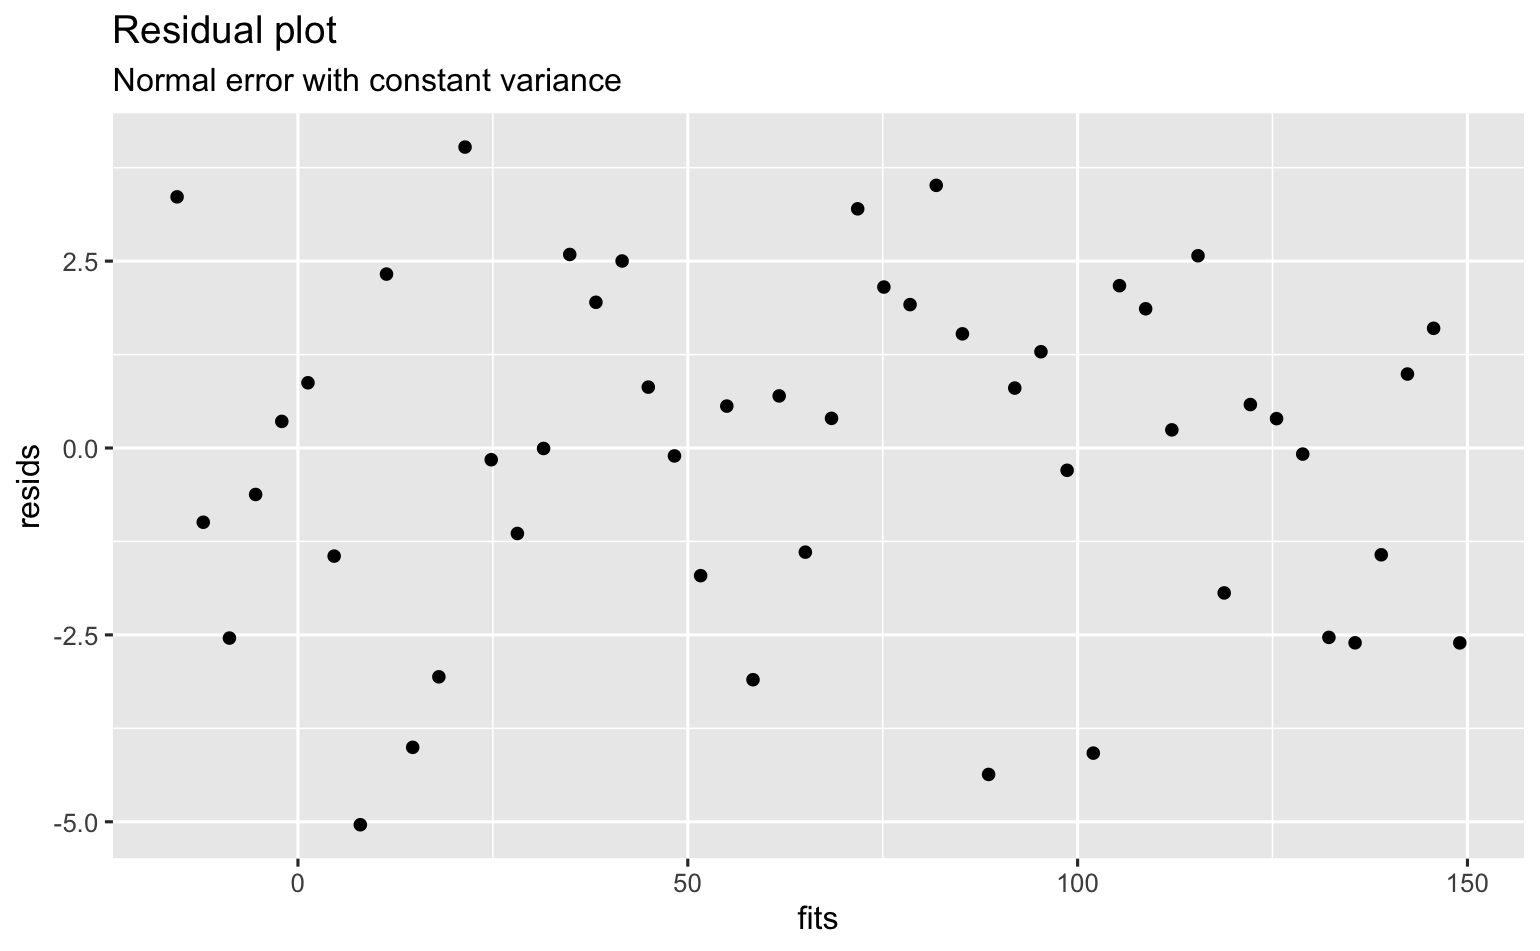 Residual plot
Normal error with constant variance
2.5
0.0
-2.5
-5.0
resids
0 50 100 150
fits